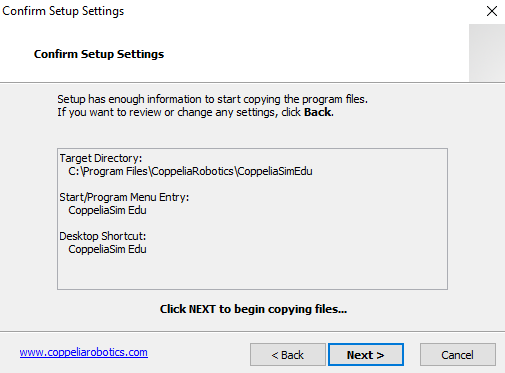 Confirm Setup Settings
Confirm Setup Settings
Setup has enough information to start copying the program files.
If you want to review or change any settings, click Back.
Target Directory:
C:\Program Files\CoppeliaRobotics\CoppeliaSimEdu
Start/Program Menu Entry:
CoppeliaSim Edu
Desktop Shortcut:
CoppeliaSim Edu
Click NEXT to begin copying files...
www.coppeliarobotics.com
< Back
Next >
Cancel